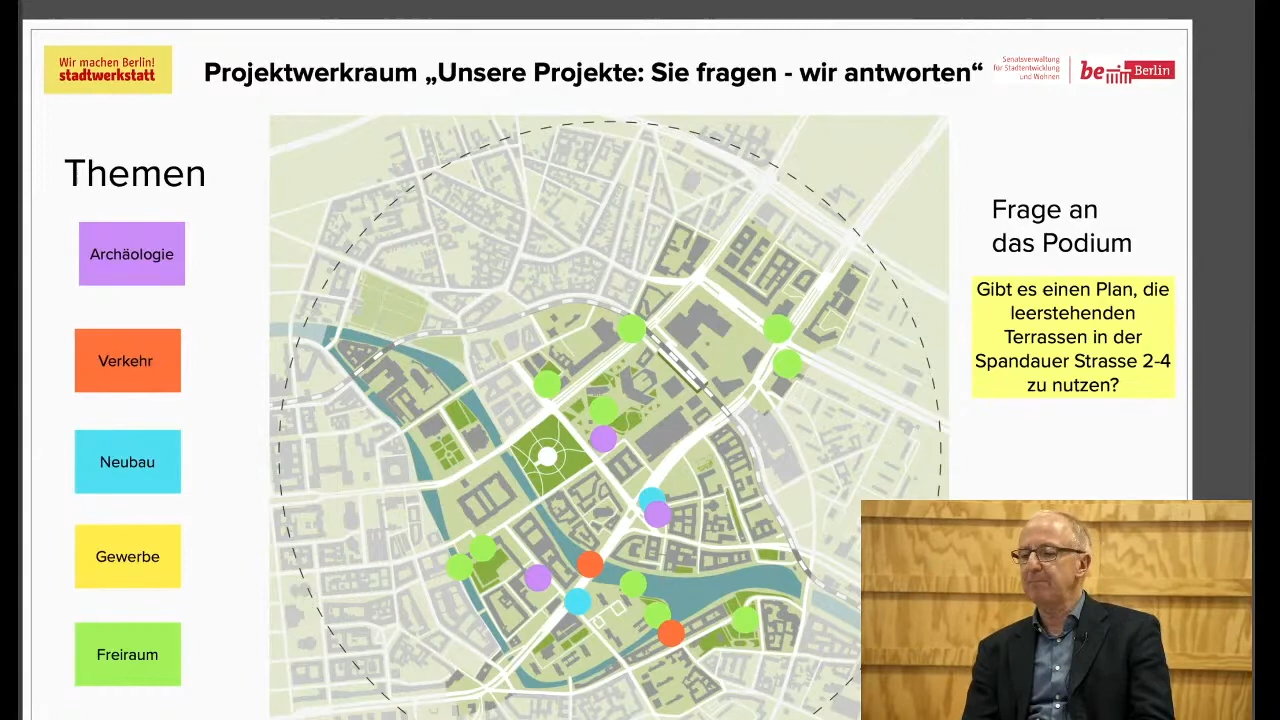 Wir machen Berlin!
stadtwerkstatt
Projektwerkraum „Unsere Projekte: Sie fragen - wir antworten“
Senatsverwaltung
für Stadtentwicklung
und Wohnen
be Berlin
Themen
Archäologie
Verkehr
Neubau
Gewerbe
Freiraum
Frage an
das Podium
Gibt es einen Plan, die
leerstehenden
Terrassen in der
Spandauer Strasse 2-4
zu nutzen?